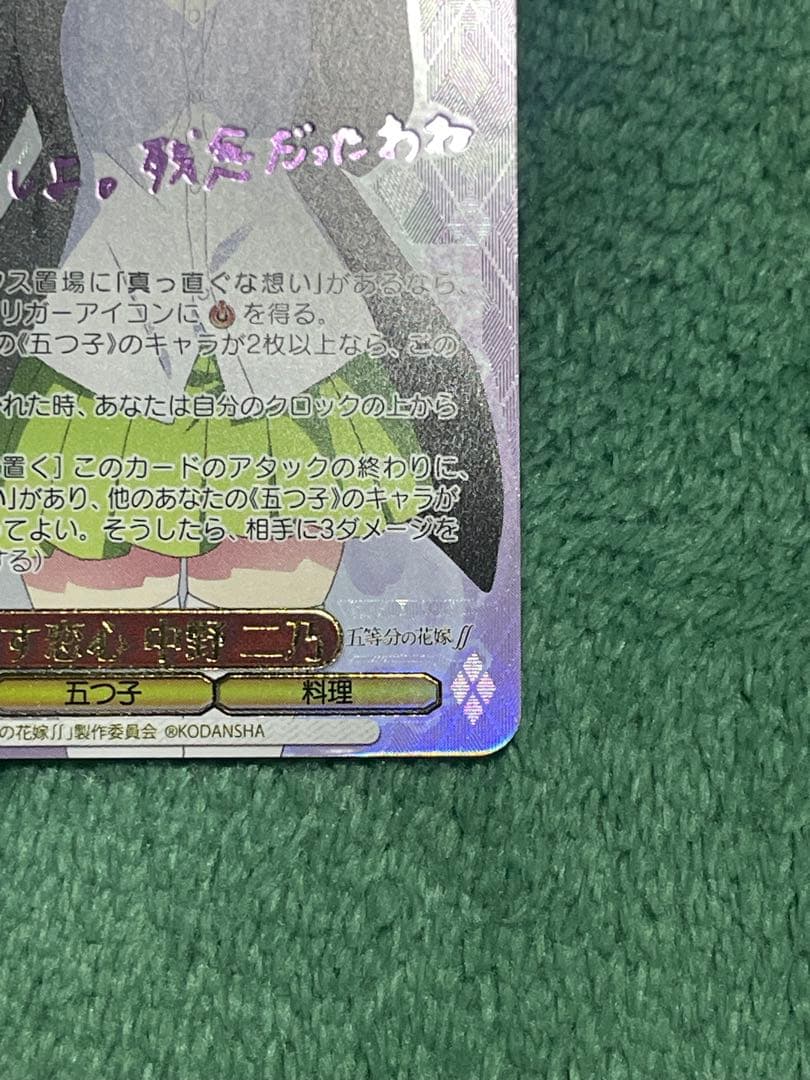 しょ。残念だったわね
ス置場に「真っ直ぐな想い」があるなら、
リガーアイコンに を得る。
の《五つ子》のキャラが2枚以上なら、この
れた時、あなたは自分のクロックの上から
置く］このカードのアタックの終わりに、
い」があり、他のあなたの《五つ子》のキャラが
てよい。そうしたら、相手に3ダメージを
する）
す恋心 中野 二乃
五等分の花嫁∬
五つ子 料理
の花嫁∬」製作委員会 ®KODANSHA